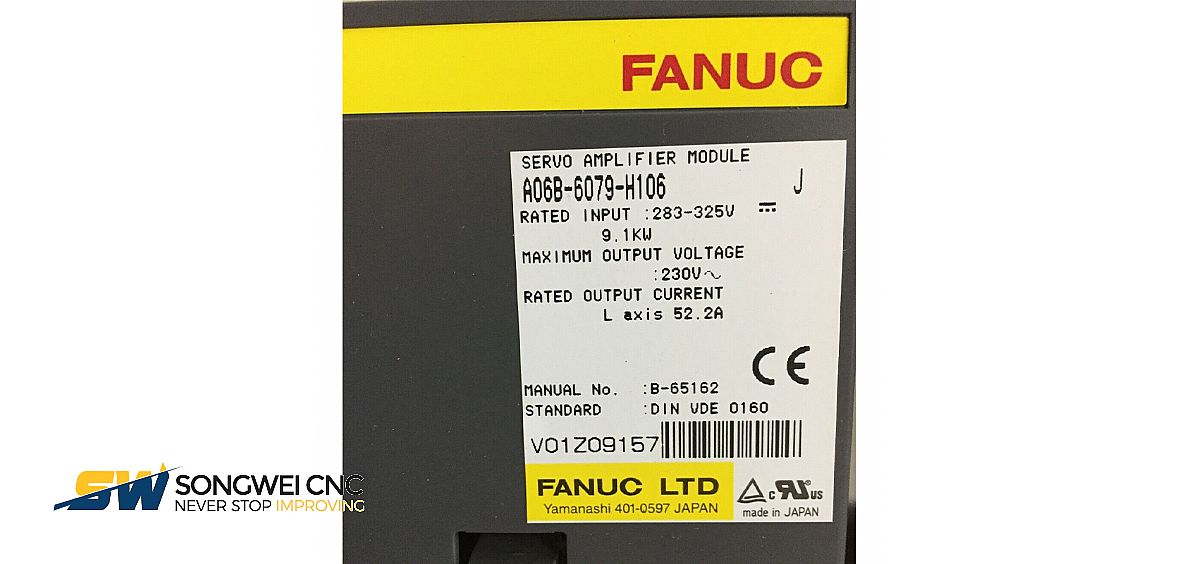 FANUC
SERVO AMPLIFIER MODULE
A06B-6079-H106 J
RATED INPUT :283-325V ⎓
9.1KW
MAXIMUM OUTPUT VOLTAGE
:230V～
RATED OUTPUT CURRENT
L axis 52.2A
CE
MANUAL No. :B-65162
STANDARD :DIN VDE 0160
V01Z09157
FANUC LTD
Yamanashi 401-0597 JAPAN
c RU us
made in JAPAN
SW SONGWEI CNC
NEVER STOP IMPROVING